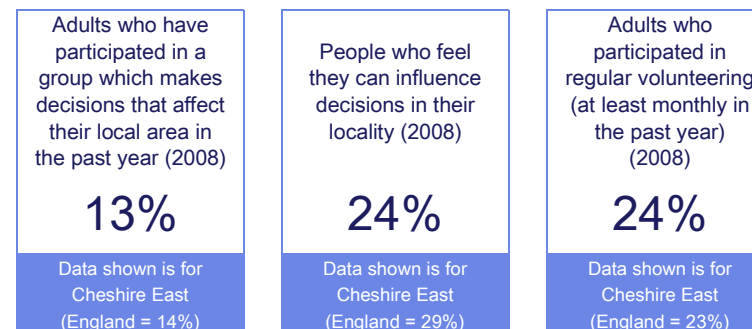 Adults who have
participated in a
group which makes
decisions that affect
their local area in
the past year (2008)
13%
Data shown is for
Cheshire East
(England = 14%)
People who feel
they can influence
decisions in their
locality (2008)
24%
Data shown is for
Cheshire East
(England = 29%)
Adults who
participated in
regular volunteering
(at least monthly in
the past year)
(2008)
24%
Data shown is for
Cheshire East
(England = 23%)